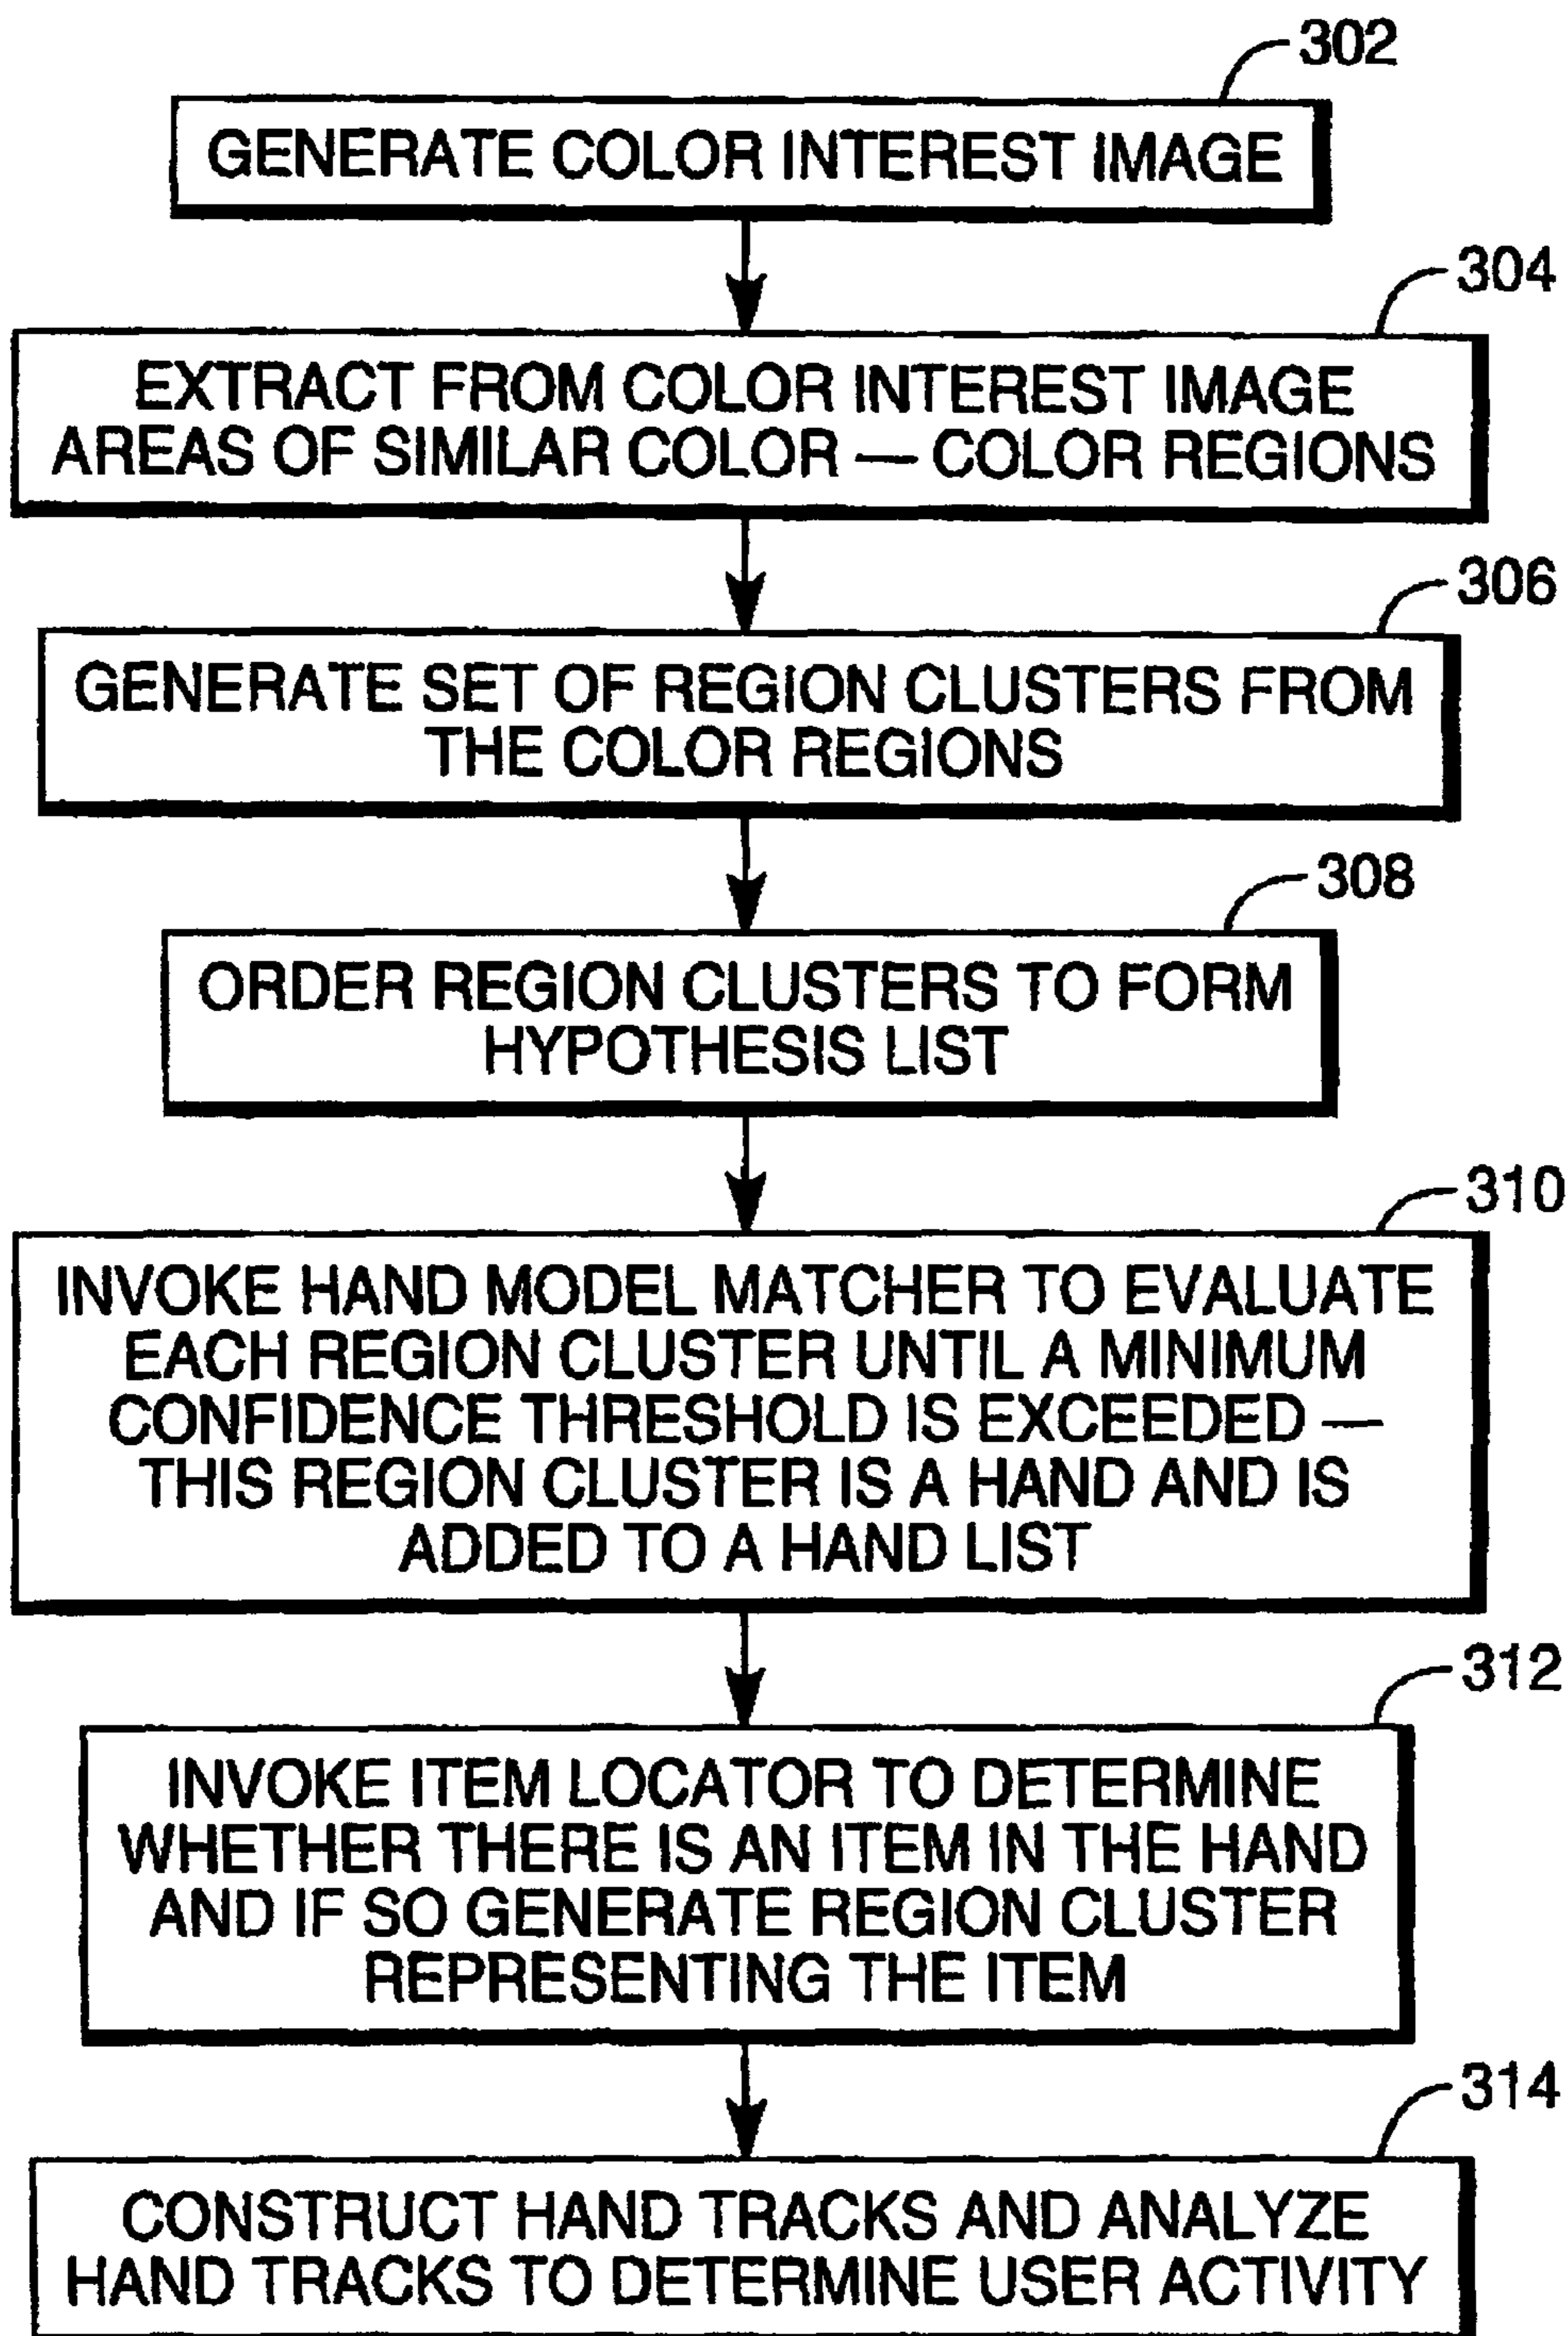 302
GENERATE COLOR INTEREST IMAGE
304
EXTRACT FROM COLOR INTEREST IMAGE
AREAS OF SIMILAR COLOR — COLOR REGIONS
306
GENERATE SET OF REGION CLUSTERS FROM
THE COLOR REGIONS
308
ORDER REGION CLUSTERS TO FORM
HYPOTHESIS LIST
310
INVOKE HAND MODEL MATCHER TO EVALUATE
EACH REGION CLUSTER UNTIL A MINIMUM
CONFIDENCE THRESHOLD IS EXCEEDED —
THIS REGION CLUSTER IS A HAND AND IS
ADDED TO A HAND LIST
312
INVOKE ITEM LOCATOR TO DETERMINE
WHETHER THERE IS AN ITEM IN THE HAND
AND IF SO GENERATE REGION CLUSTER
REPRESENTING THE ITEM
314
CONSTRUCT HAND TRACKS AND ANALYZE
HAND TRACKS TO DETERMINE USER ACTIVITY